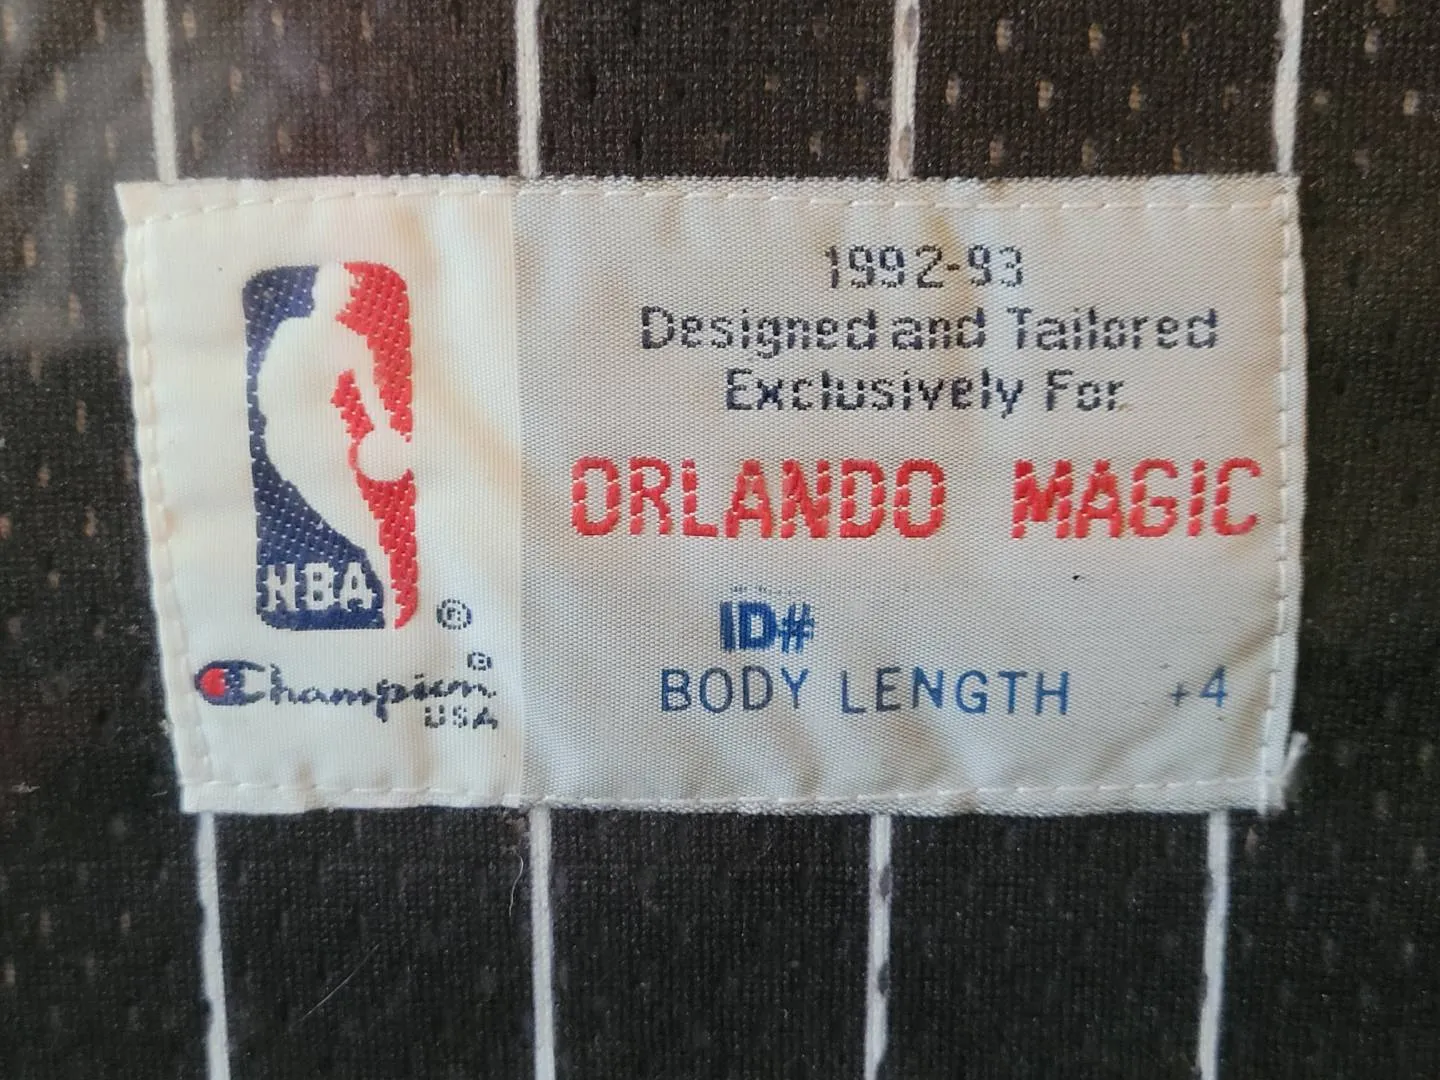 1992-93
Designed and Tailored
Exclusively For
ORLANDO MAGIC
NBA ®
Champion ®
USA
ID#
BODY LENGTH +4